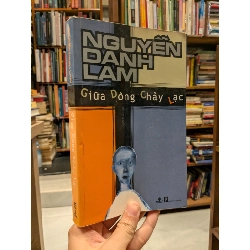 NGUYỄN
DANH
LAM
Giữa Dòng Chảy Lạc